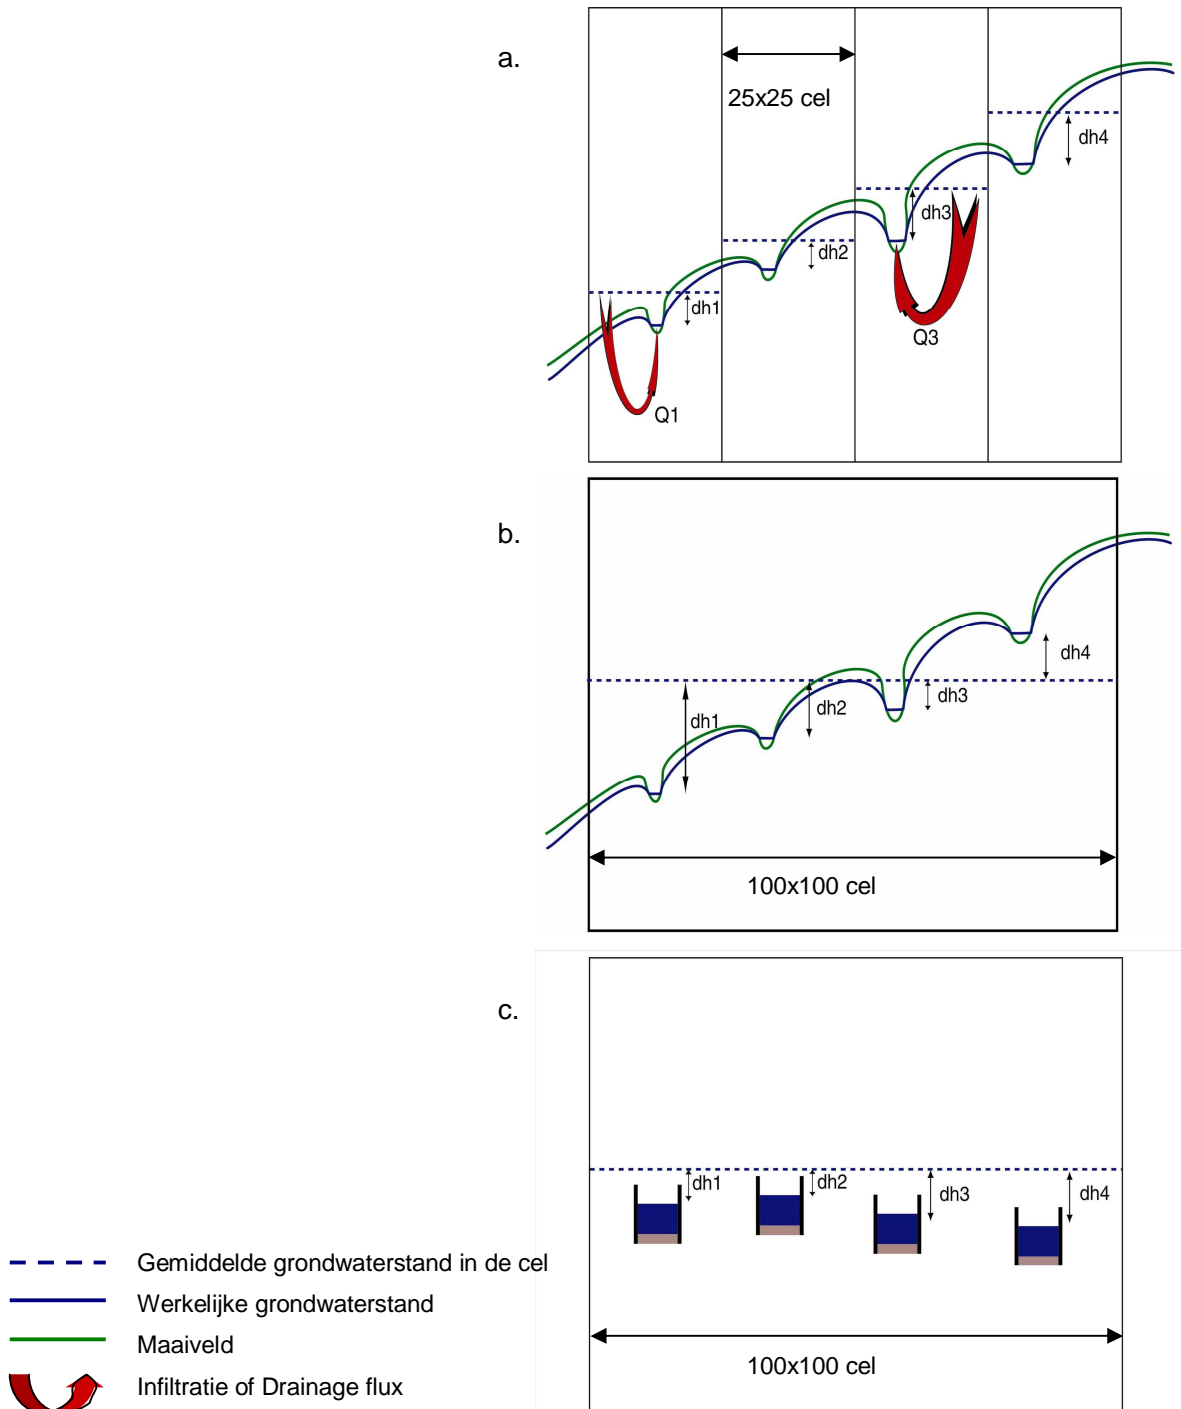 a.
25x25 cel
dh4
dh3
dh2
dh1
Q3
Q1
b.
dh4
dh3
dh2
dh1
100x100 cel
c.
dh1
dh2
dh3
dh4
Gemiddelde grondwaterstand in de cel
Werkelijke grondwaterstand
Maaiveld
100x100 cel
Infiltratie of Drainage flux